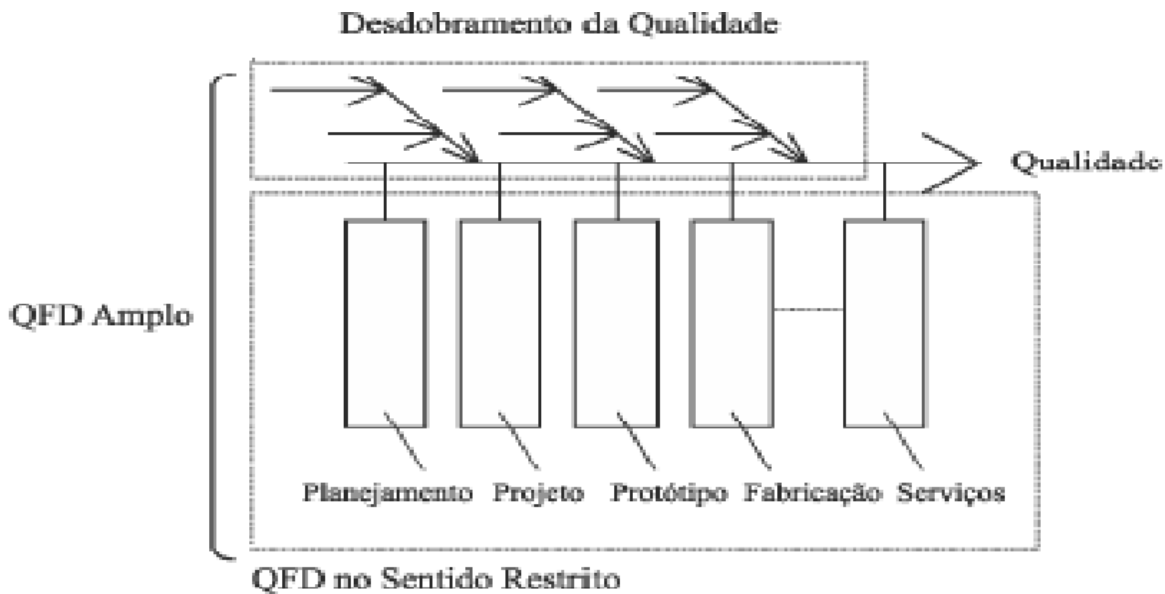 Desdobramento da Qualidade
Qualidade
QFD Amplo
Planejamento Projeto Protótipo Fabricação Serviços
QFD no Sentido Restrito